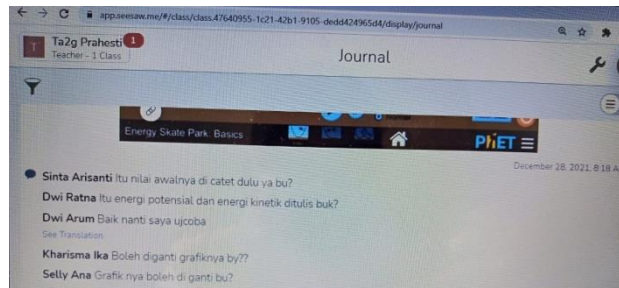 app.seesaw.me/#/class/class.47640955-1c21-42b1-9105-dedd424965d4/display/journal
T
Ta2g Prahesti 1
Teacher - 1 Class
Journal
Energy Skate Park: Basics
PhET
December 28, 2021, 8:18 A
Sinta Arisanti Itu nilai awalnya di catet dulu ya bu?
Dwi Ratna Itu energi potensial dan energi kinetik ditulis buk?
Dwi Arum Baik nanti saya ujcoba
See Translation
Kharisma Ika Boleh diganti grafiknya by??
Selly Ana Grafik nya boleh di ganti bu?